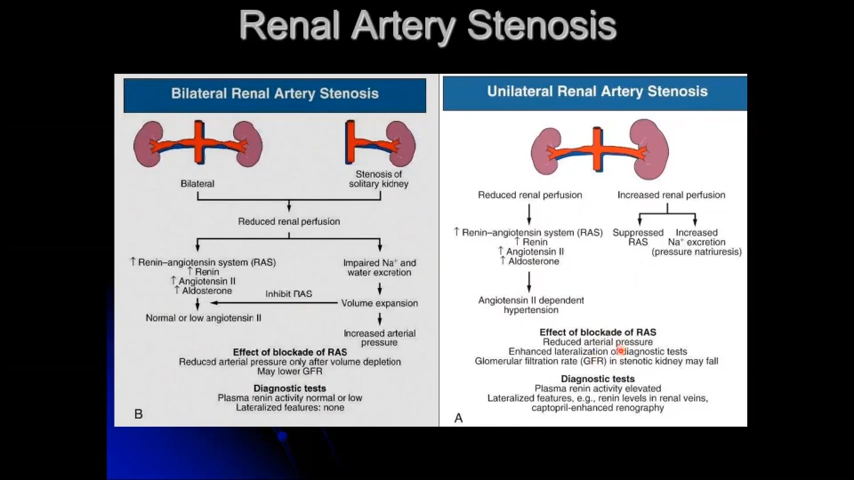 Renal Artery Stenosis
Bilateral Renal Artery Stenosis
Bilateral
Stenosis of
solitary kidney
Reduced renal perfusion
↑ Renin–angiotensin system (RAS)
↑ Renin
↑ Angiotensin II
↑ Aldosterone
Impaired Na⁺ and
water excretion
Inhibit RAS
Volume expansion
Normal or low angiotensin II
Increased arterial
pressure
Effect of blockade of RAS
Reduced arterial pressure only after volume depletion
May lower GFR
Diagnostic tests
Plasma renin activity normal or low
Lateralized features: none
B
Unilateral Renal Artery Stenosis
Reduced renal perfusion
Increased renal perfusion
↑ Renin–angiotensin system (RAS)
↑ Renin
↑ Angiotensin II
↑ Aldosterone
Suppressed
RAS
Increased
Na⁺ excretion
(pressure natriuresis)
Angiotensin II dependent
hypertension
Effect of blockade of RAS
Reduced arterial pressure
Enhanced lateralization of diagnostic tests
Glomerular filtration rate (GFR) in stenotic kidney may fall
Diagnostic tests
Plasma renin activity elevated
Lateralized features, e.g., renin levels in renal veins,
captopril-enhanced renography
A